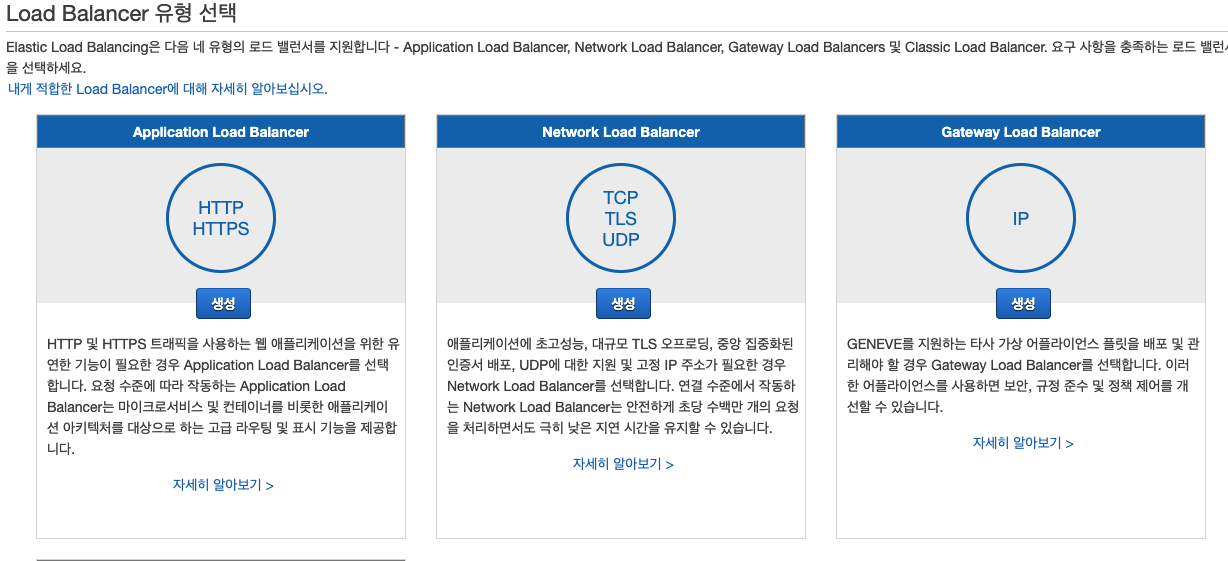 Load Balancer 유형 선택
Elastic Load Balancing은 다음 네 유형의 로드 밸런서를 지원합니다 - Application Load Balancer, Network Load Balancer, Gateway Load Balancers 및 Classic Load Balancer. 요구 사항을 충족하는 로드 밸런서
을 선택하세요.
내게 적합한 Load Balancer에 대해 자세히 알아보십시오.
Application Load Balancer
HTTP
HTTPS
생성
HTTP 및 HTTPS 트래픽을 사용하는 웹 애플리케이션을 위한 유
연한 기능이 필요한 경우 Application Load Balancer를 선택
합니다. 요청 수준에 따라 작동하는 Application Load
Balancer는 마이크로서비스 및 컨테이너를 비롯한 애플리케이
션 아키텍처를 대상으로 하는 고급 라우팅 및 표시 기능을 제공합
니다.
자세히 알아보기 >
Network Load Balancer
TCP
TLS
UDP
생성
애플리케이션에 초고성능, 대규모 TLS 오프로딩, 중앙 집중화된
인증서 배포, UDP에 대한 지원 및 고정 IP 주소가 필요한 경우
Network Load Balancer를 선택합니다. 연결 수준에서 작동하
는 Network Load Balancer는 안전하게 초당 수백만 개의 요청
을 처리하면서도 극히 낮은 지연 시간을 유지할 수 있습니다.
자세히 알아보기 >
Gateway Load Balancer
IP
생성
GENEVE를 지원하는 타사 가상 어플라이언스 플릿을 배포 및 관
리해야 할 경우 Gateway Load Balancer를 선택합니다. 이러
한 어플라이언스를 사용하면 보안, 규정 준수 및 정책 제어를 개
선할 수 있습니다.
자세히 알아보기 >